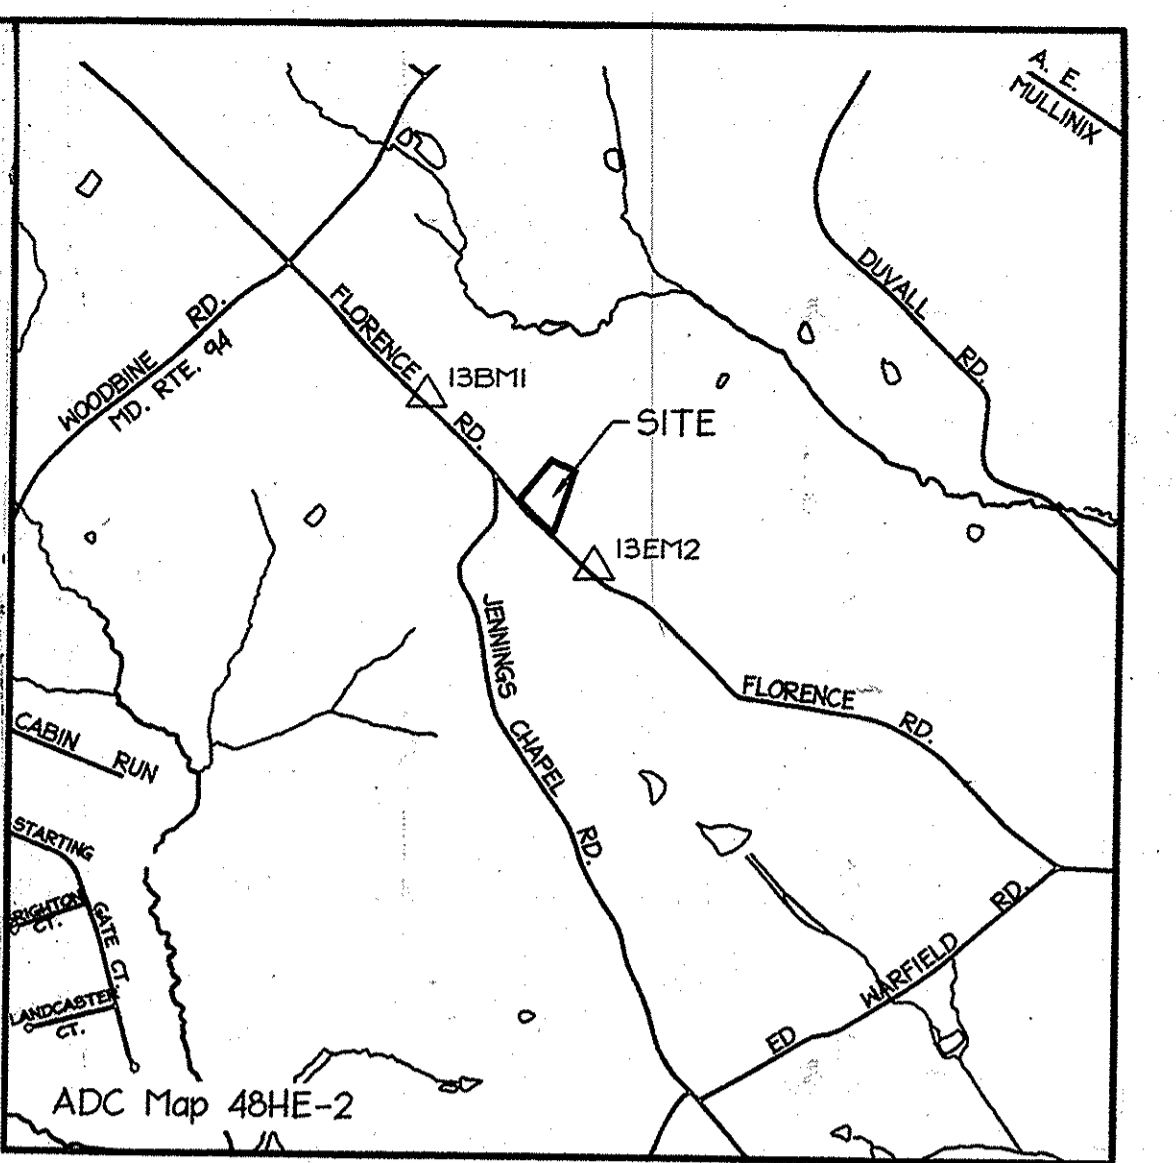 A. E.
MULLINIX
DUVALL
RD.
WOODBINE RD.
MD. RTE. 94
FLORENCE
RD.
13BM1
SITE
13EM2
JENNINGS
CHAPEL
RD.
FLORENCE
RD.
CABIN RUN
STARTING
GATE CT.
RIGHTON
CT.
LANDCASTER
CT.
ED WARFIELD RD.
ADC Map 48HE-2